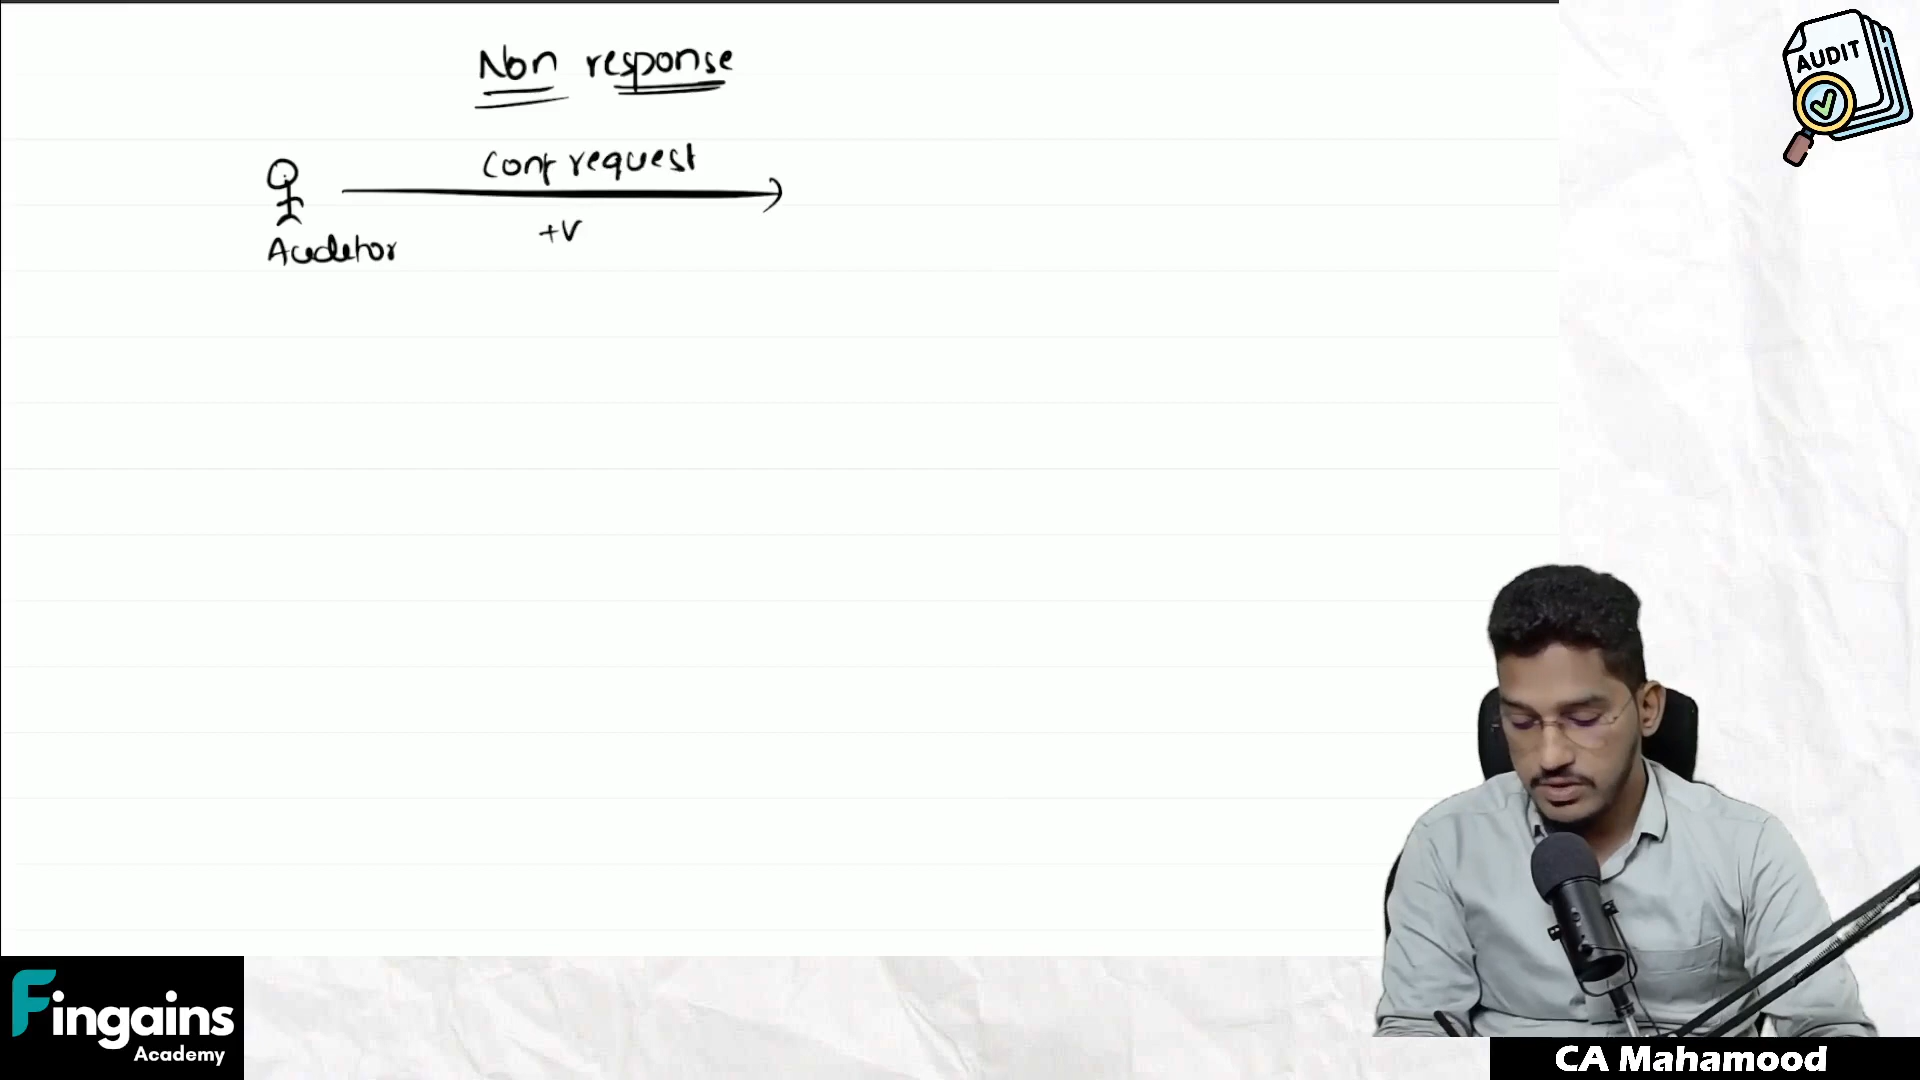 Non response
Conf request
+V
Auditor
AUDIT
Fingains
Academy
CA Mahamood